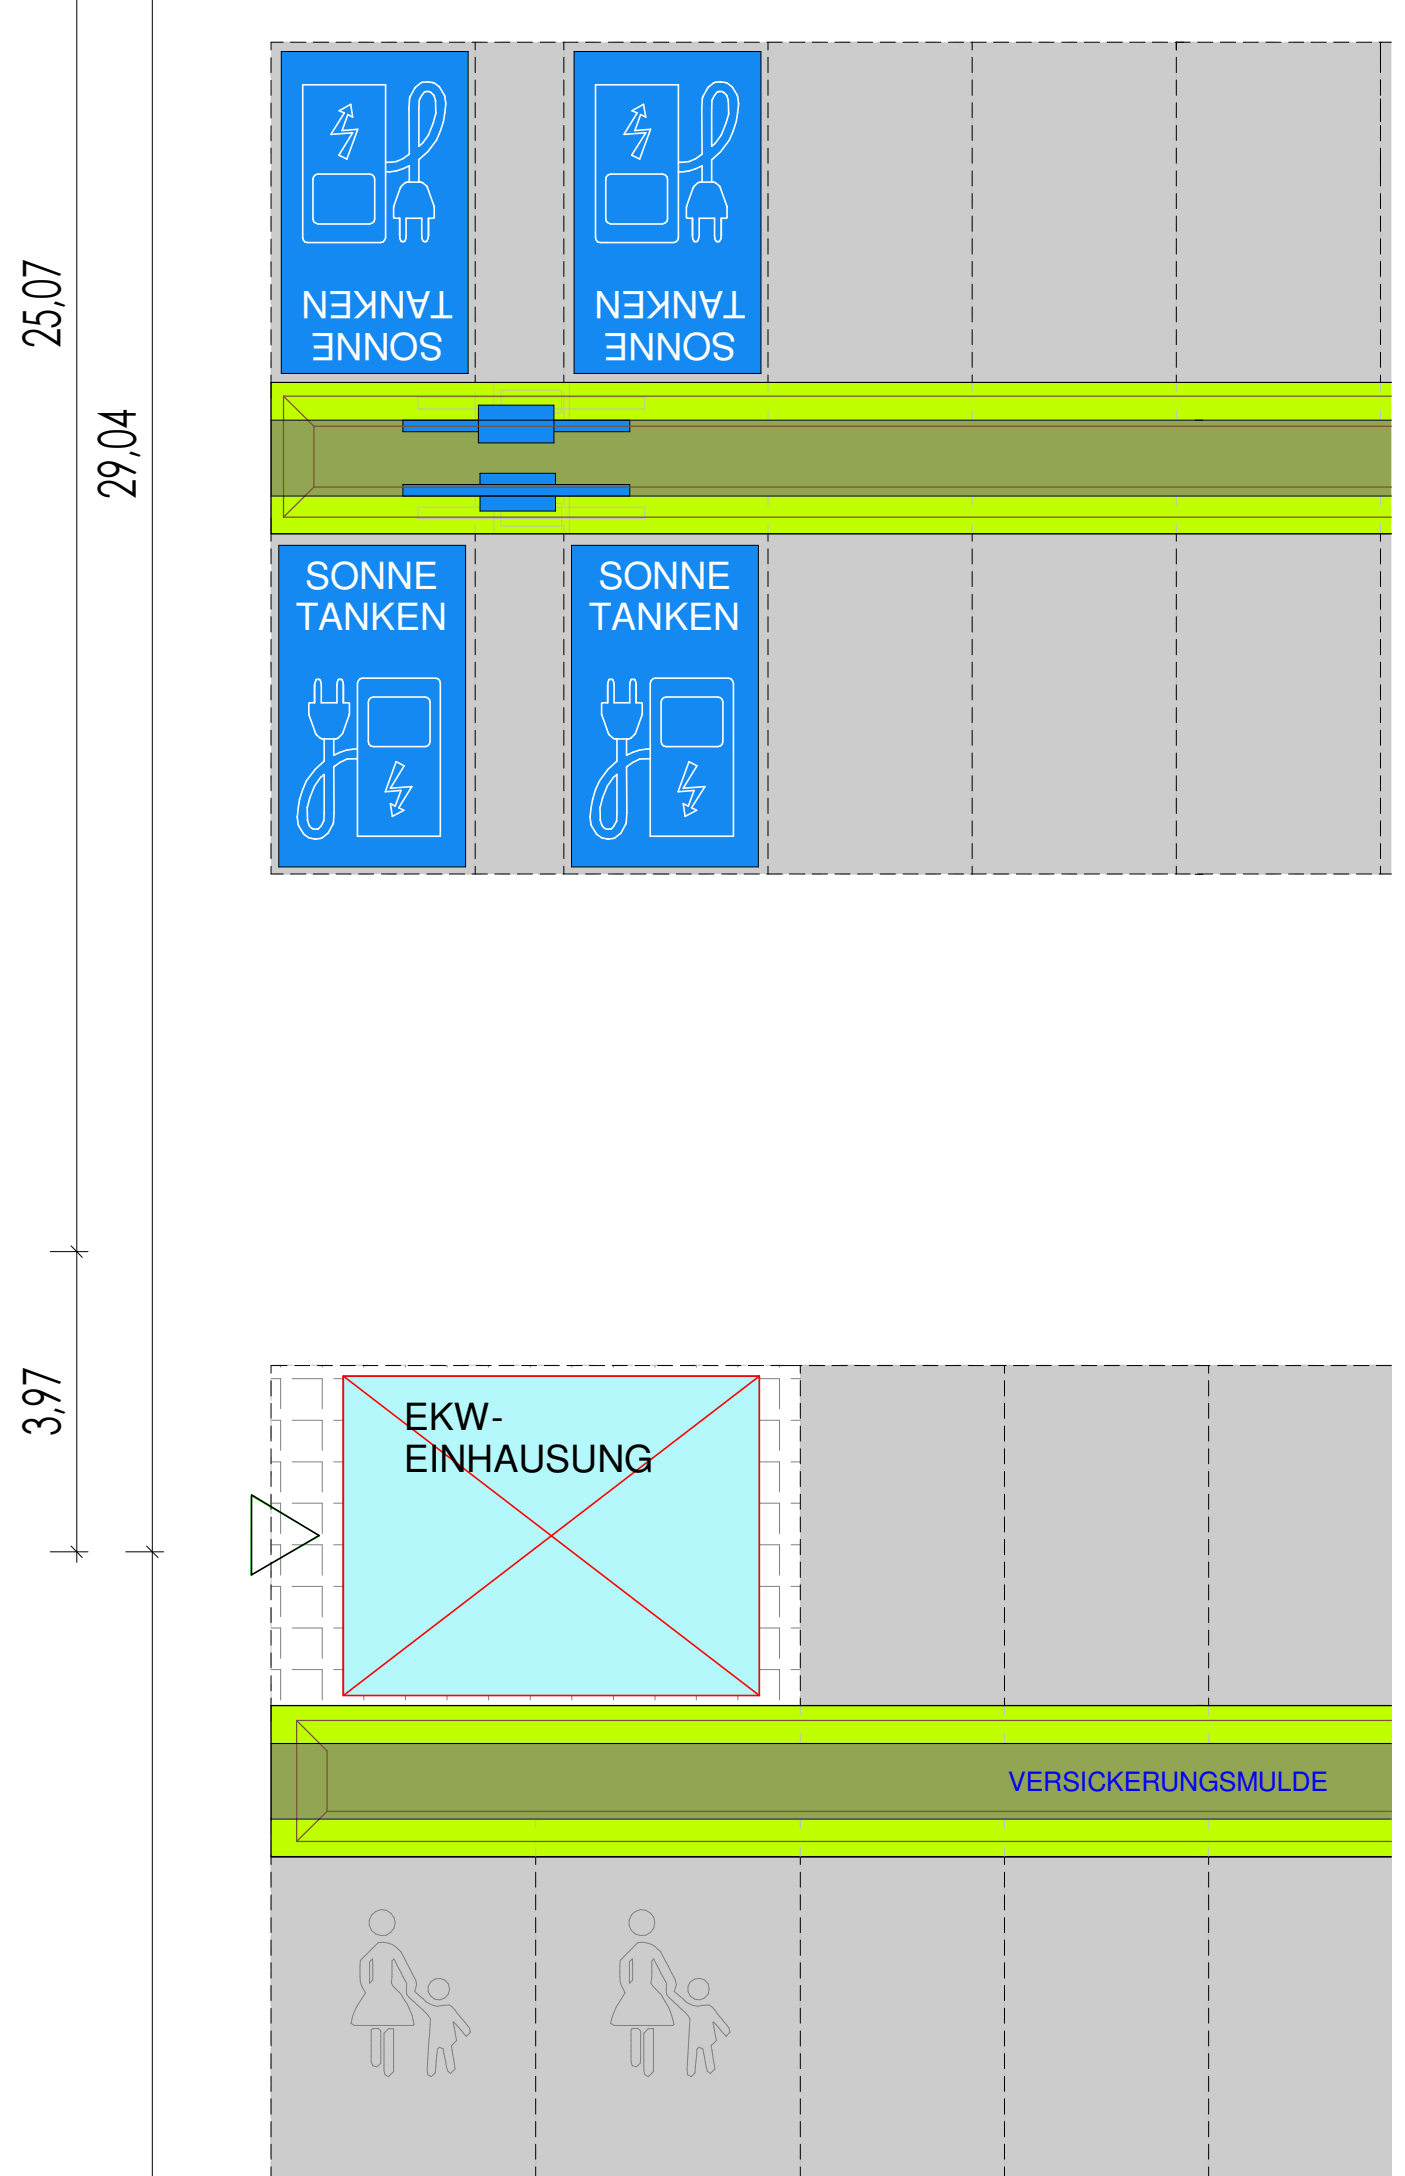 25,07
29,04
3,97
TANKEN
SONNE
TANKEN
SONNE
SONNE
TANKEN
SONNE
TANKEN
EKW-
EINHAUSUNG
VERSICKERUNGSMULDE